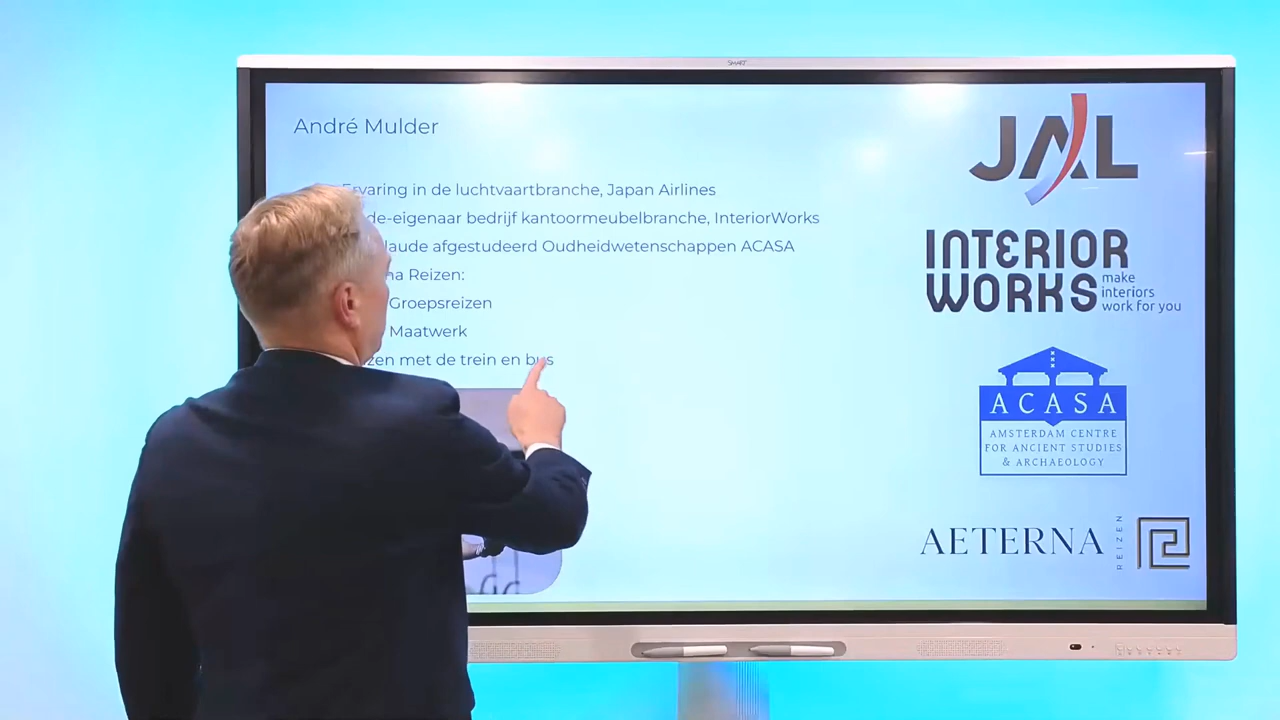 SMART
André Mulder
Ervaring in de luchtvaartbranche, Japan Airlines
de-eigenaar bedrijf kantoormeubelbranche, InteriorWorks
laude afgestudeerd Oudheidwetenschappen ACASA
na Reizen:
Groepsreizen
Maatwerk
zen met de trein en bus
JAL
INTERIOR
WORKS
make
interiors
work for you
ACASA
AMSTERDAM CENTRE
FOR ANCIENT STUDIES
& ARCHAEOLOGY
AETERNA
REIZEN